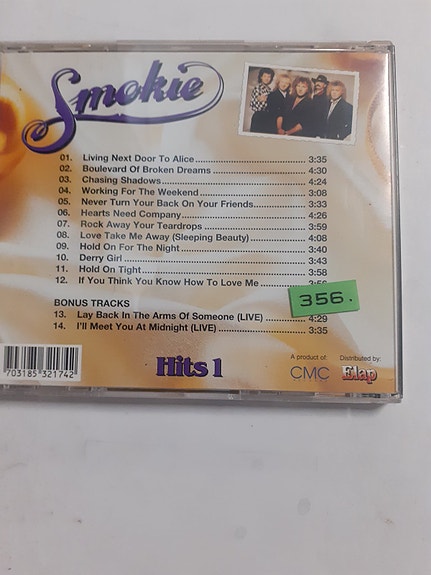 Smokie
01. Living Next Door To Alice 3:35
02. Boulevard Of Broken Dreams 4:30
03. Chasing Shadows 4:24
04. Working For The Weekend 3:08
05. Never Turn Your Back On Your Friends 3:33
06. Hearts Need Company 4:26
07. Rock Away Your Teardrops 3:59
08. Love Take Me Away (Sleeping Beauty) 4:08
09. Hold On For The Night 3:40
10. Derry Girl 3:43
11. Hold On Tight 3:58
12. If You Think You Know How To Love Me
356.
BONUS TRACKS
13. Lay Back In The Arms Of Someone (LIVE) 4:29
14. I'll Meet You At Midnight (LIVE) 3:35
703185 321742
Hits 1
A product of: CMC
Distributed by: Elap